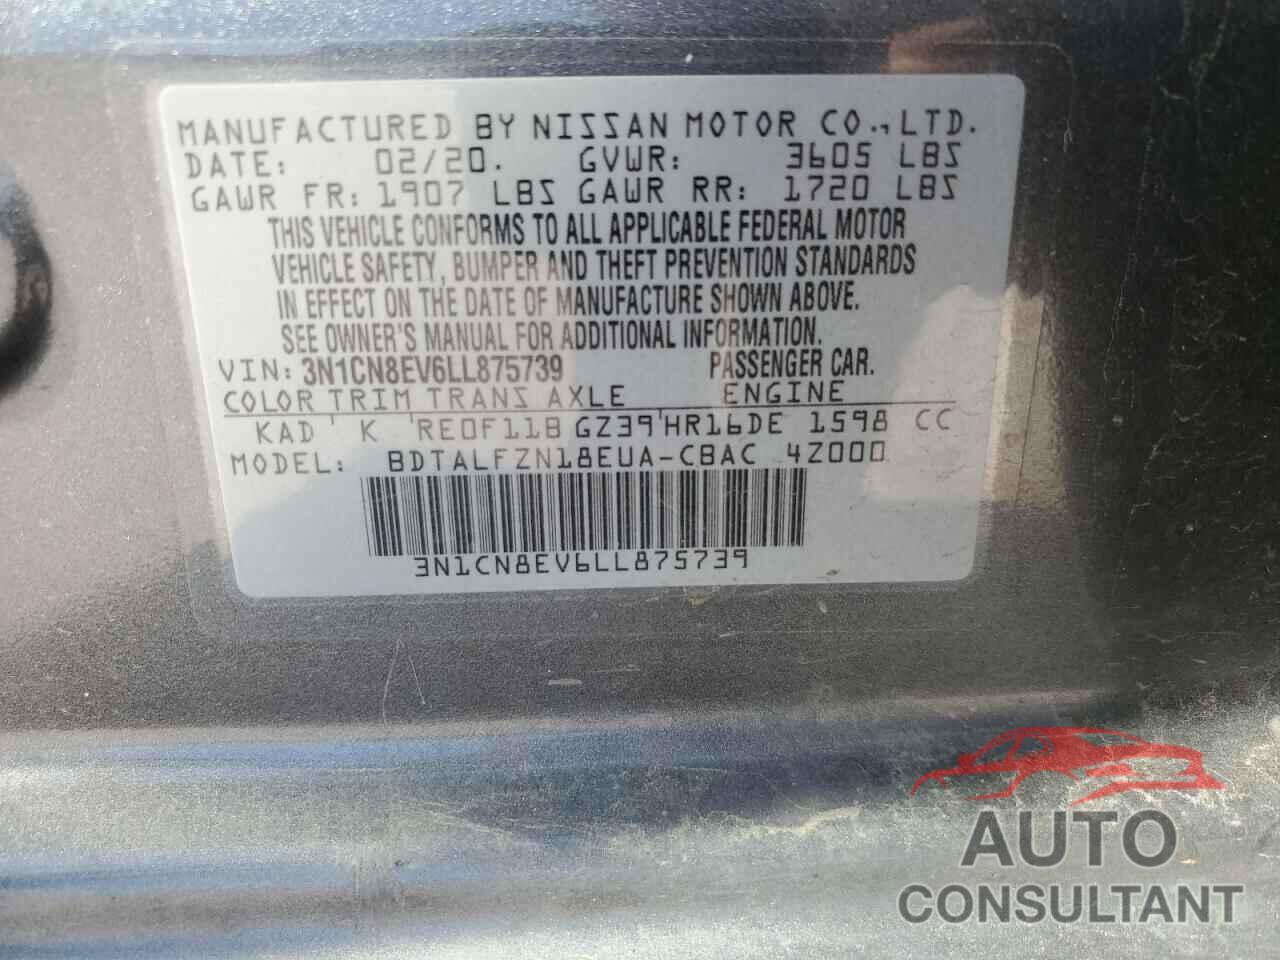 MANUFACTURED BY NISSAN MOTOR CO., LTD.
DATE: 02/20. GVWR: 3605 LBS
GAWR FR: 1907 LBS GAWR RR: 1720 LBS
THIS VEHICLE CONFORMS TO ALL APPLICABLE FEDERAL MOTOR
VEHICLE SAFETY, BUMPER AND THEFT PREVENTION STANDARDS
IN EFFECT ON THE DATE OF MANUFACTURE SHOWN ABOVE.
SEE OWNER'S MANUAL FOR ADDITIONAL INFORMATION.
VIN: 3N1CN8EV6LL875739 PASSENGER CAR.
COLOR TRIM TRANS AXLE ENGINE
KAD K RE0F11B GZ39 HR16DE 1598 CC
MODEL: BDTALFZN18EUA-CBAC 4Z000
3N1CN8EV6LL875739
AUTO
CONSULTANT